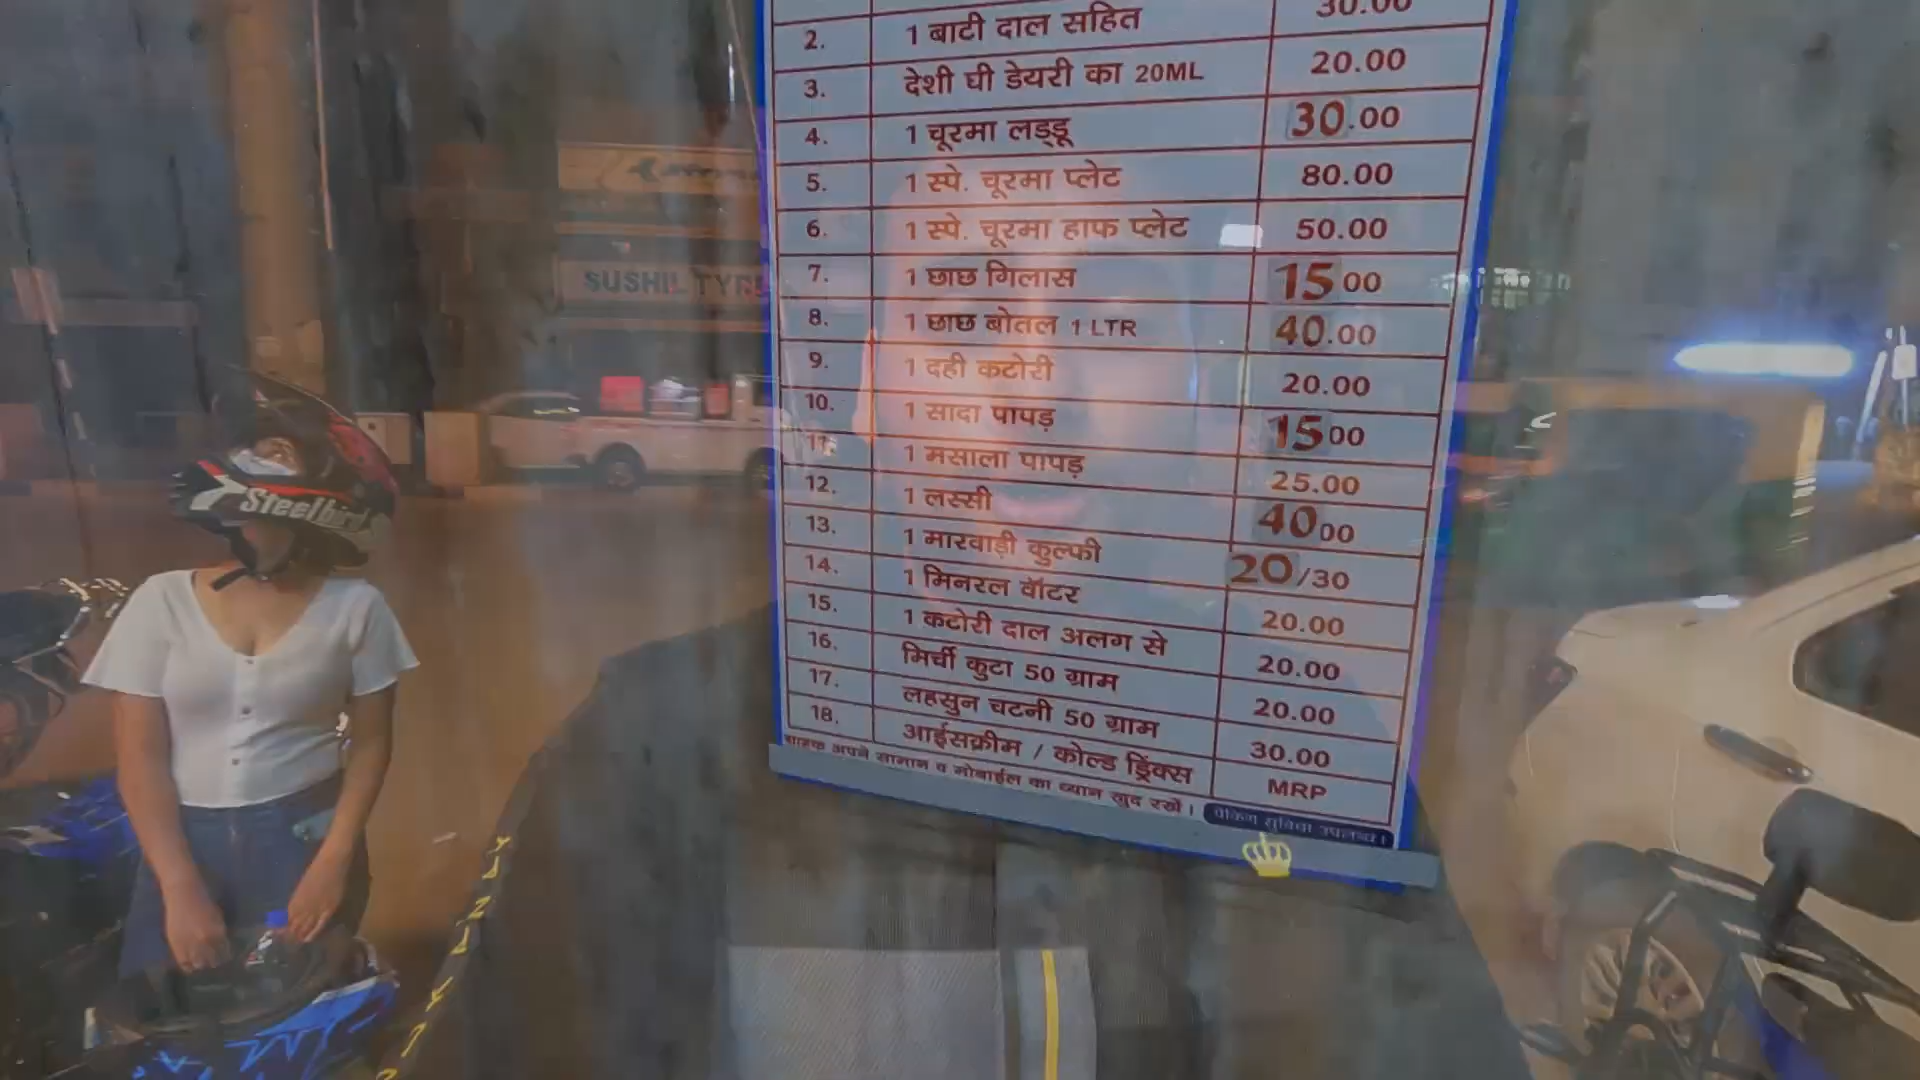 30.00
2. 1 बाटी दाल सहित 20.00
3. देशी घी डेयरी का 20ML 30.00
4. 1 चूरमा लड्डू 80.00
5. 1 स्पे. चूरमा प्लेट 50.00
6. 1 स्पे. चूरमा हाफ प्लेट 15 00
7. 1 छाछ गिलास 40.00
8. 1 छाछ बोतल 1 LTR 20.00
9. 1 दही कटोरी 15 00
10. 1 सादा पापड़ 25.00
11. 1 मसाला पापड़ 40 00
12. 1 लस्सी 20/30
13. 1 मारवाड़ी कुल्फी 20.00
14. 1 मिनरल वॉटर 20.00
15. 1 कटोरी दाल अलग से 20.00
16. मिर्ची कुटा 50 ग्राम 30.00
17. लहसुन चटनी 50 ग्राम MRP
18. आईसक्रीम / कोल्ड ड्रिंक्स
ग्राहक अपने सामान व मोबाईल का ध्यान खुद रखें।
पैकिंग सुविधा उपलब्ध।
SUSHIL TYRE
Steelbird